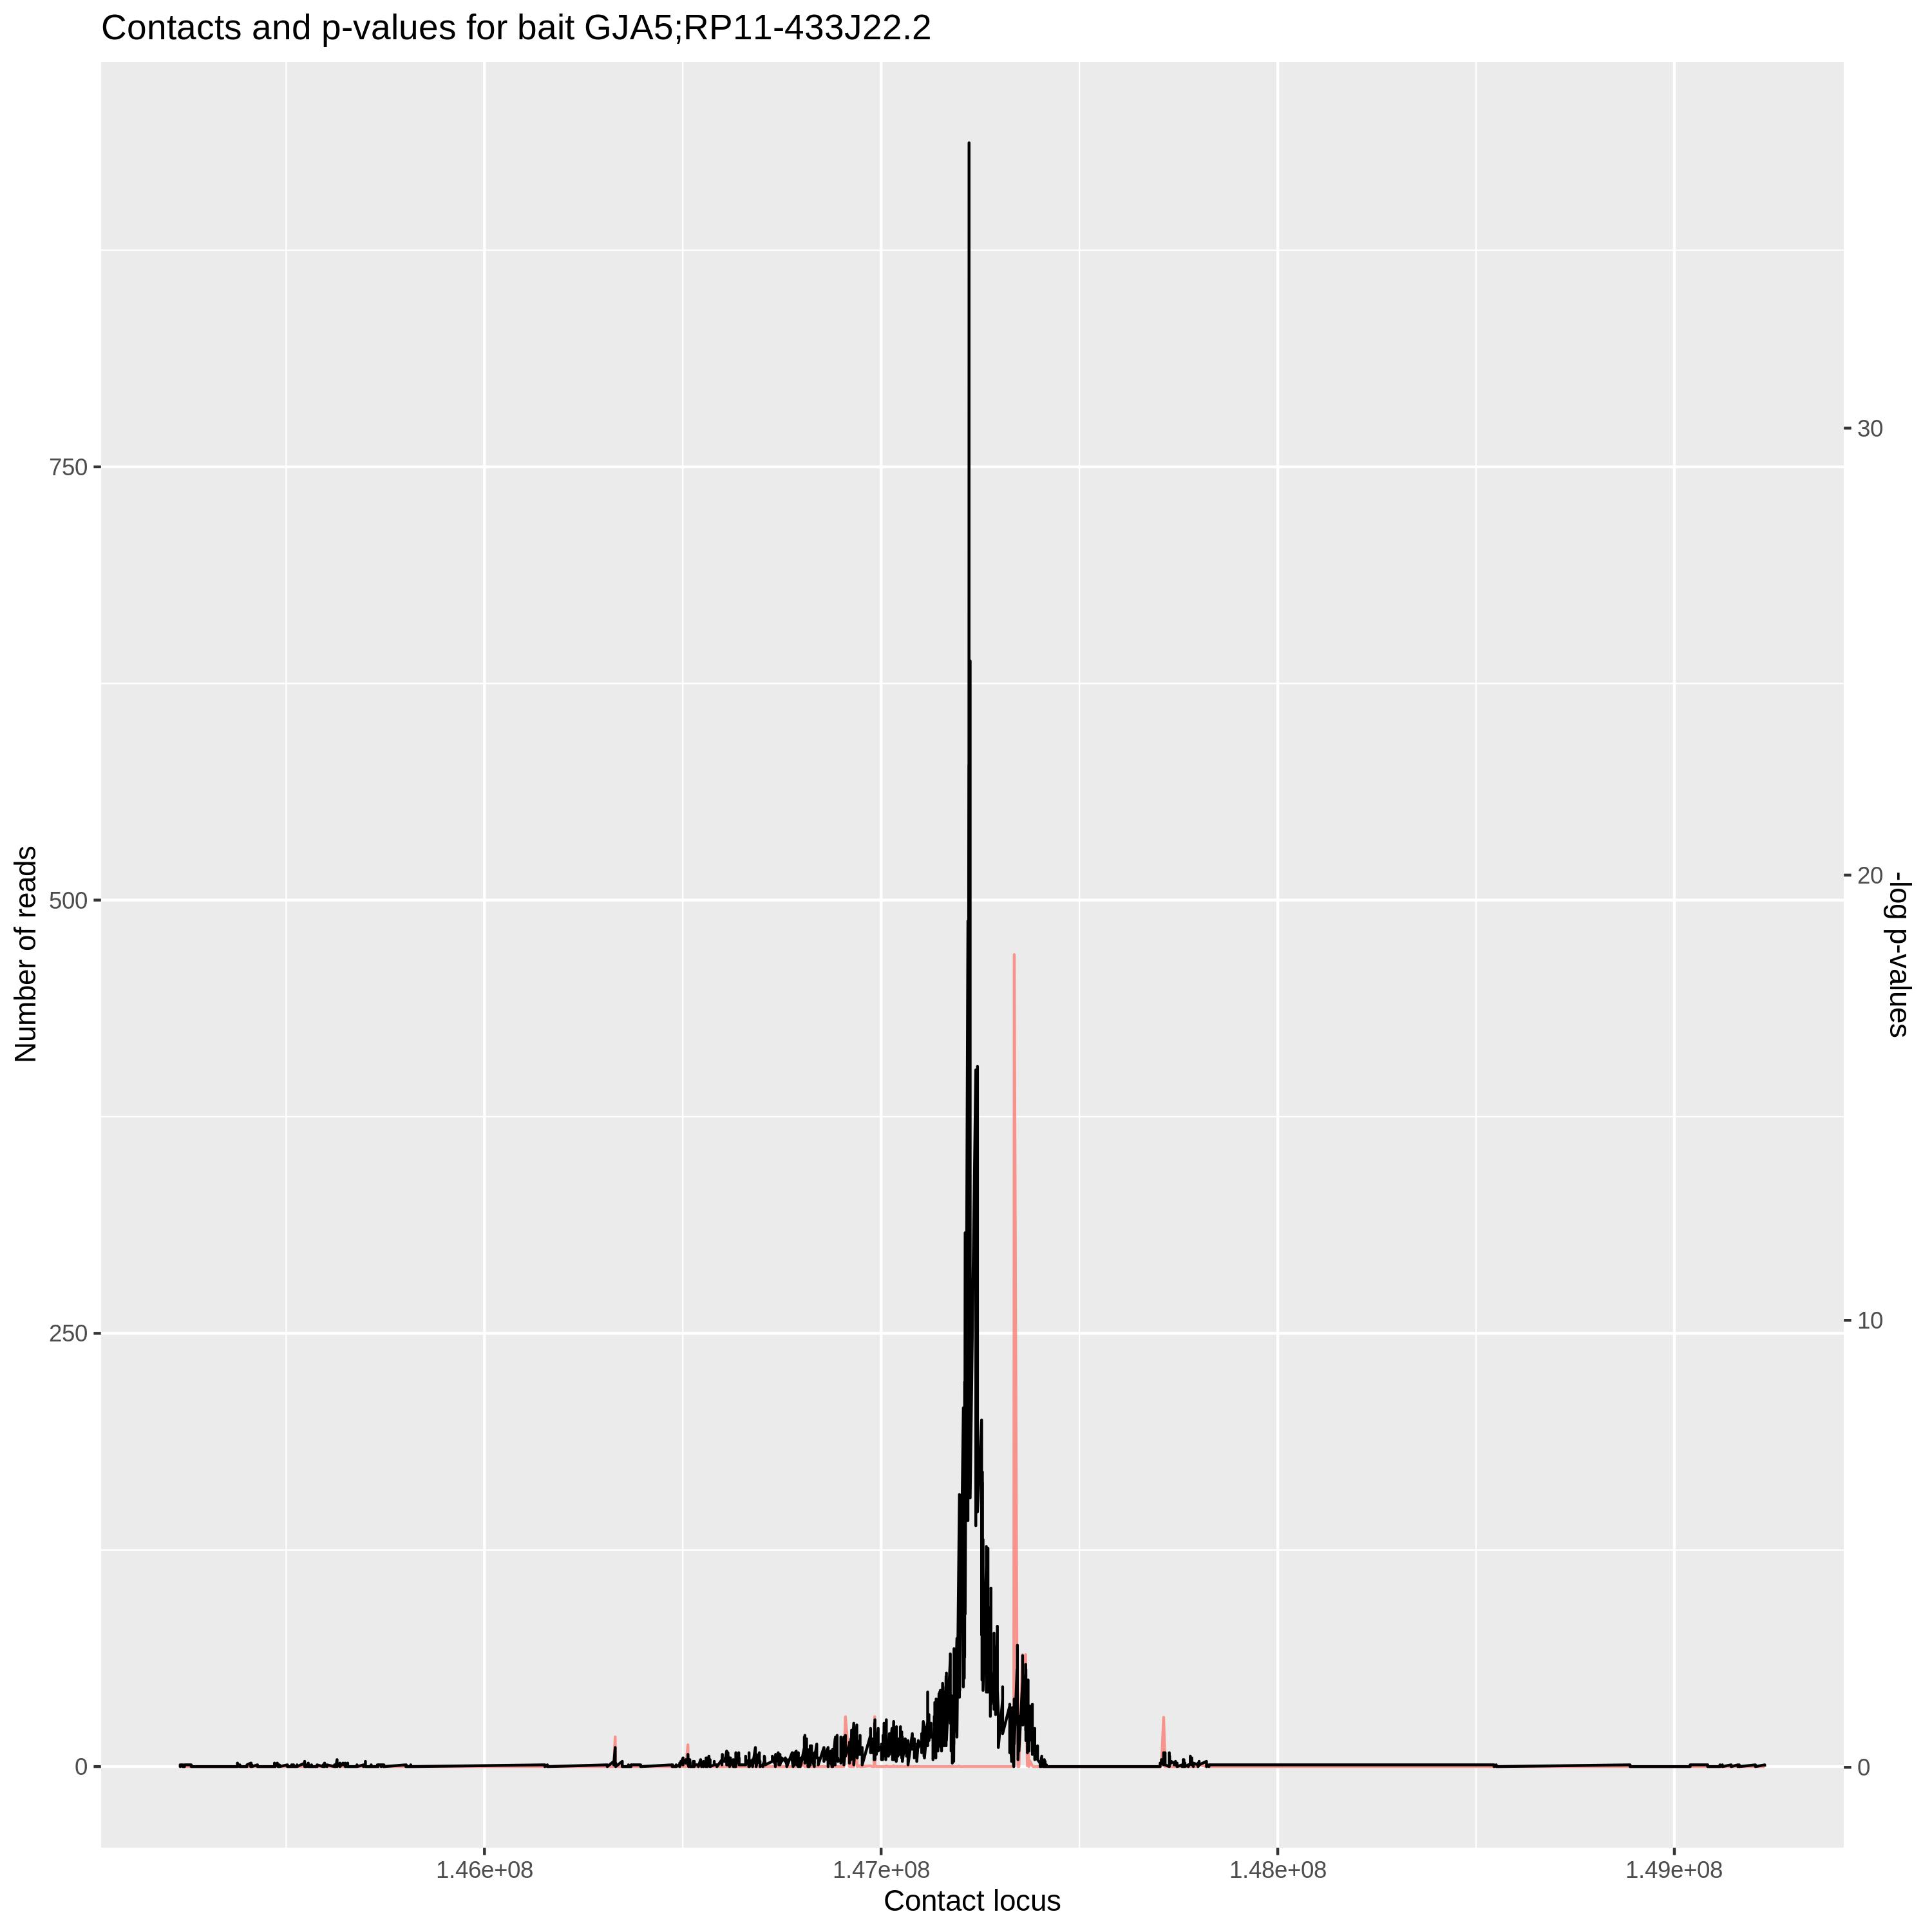 Contacts and p-values for bait GJA5;RP11-433J22.2
750
500
250
0
Number of reads
30
20
10
0
-log p-values
1.46e+08
1.47e+08
1.48e+08
1.49e+08
Contact locus